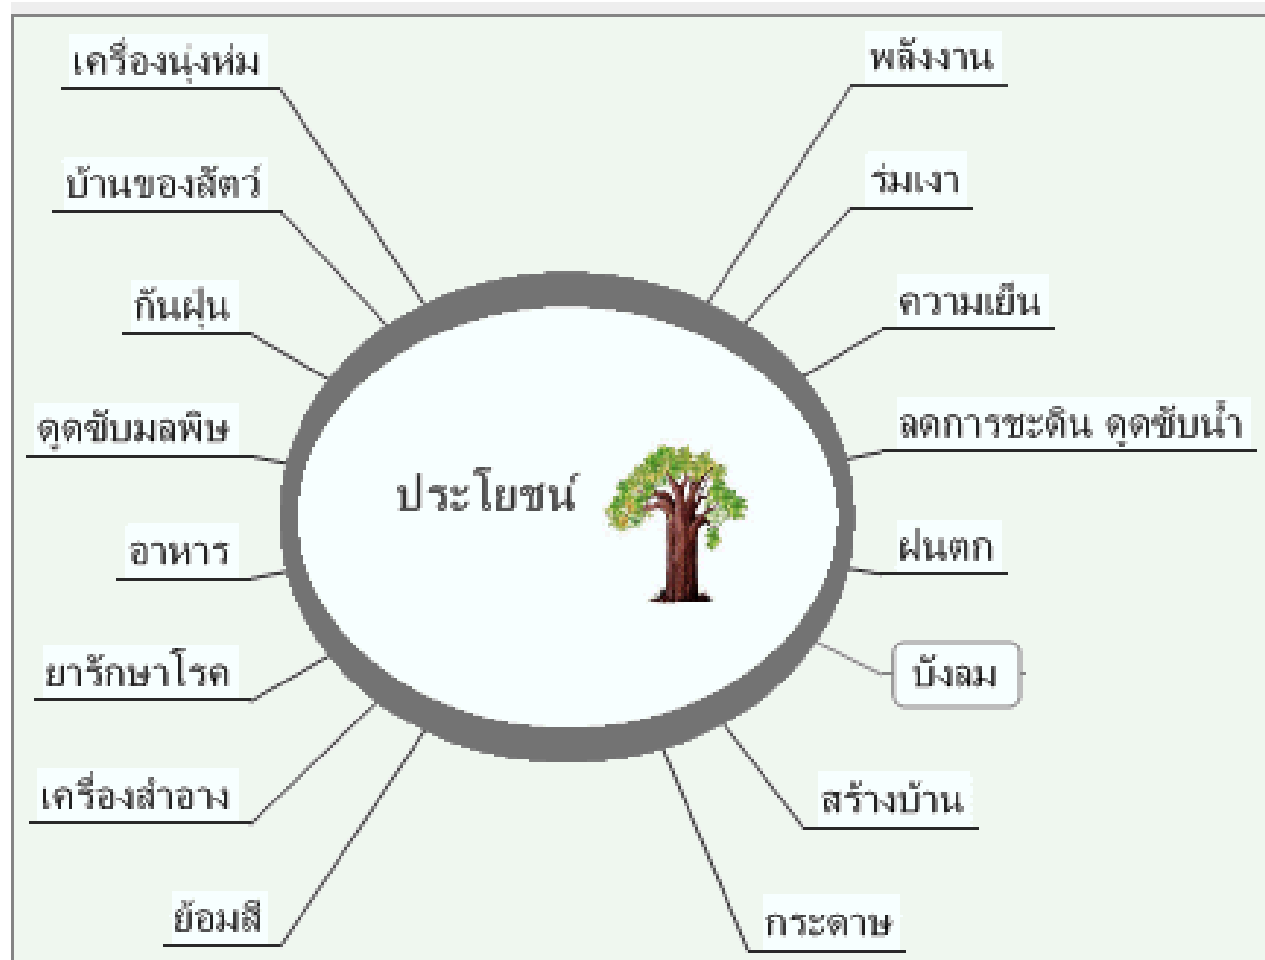 เครื่องนุ่งห่ม
บ้านของสัตว์
กันฝุ่น
ดูดซับมลพิษ
อาหาร
ยารักษาโรค
เครื่องสำอาง
ย้อมสี
ประโยชน์
พลังงาน
ร่มเงา
ความเย็น
ลดการชะดิน ดูดซับน้ำ
ฝนตก
บังลม
สร้างบ้าน
กระดาษ